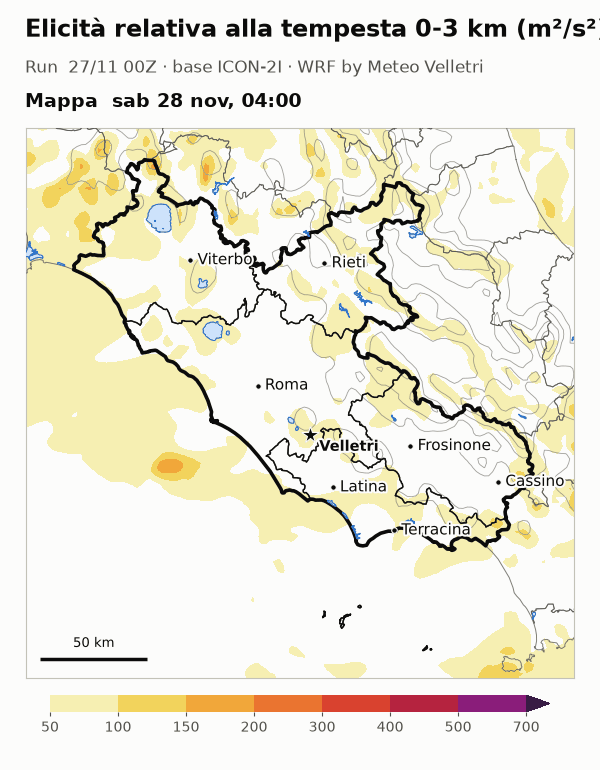 Elicità relativa alla tempesta 0-3 km (m²/s²)
Run  27/11 00Z · base ICON-2I · WRF by Meteo Velletri
Mappa  sab 28 nov, 04:00
Viterbo
Rieti
Roma
Velletri
Frosinone
Cassino
Latina
Terracina
50 km
50 100 150 200 300 400 500 700